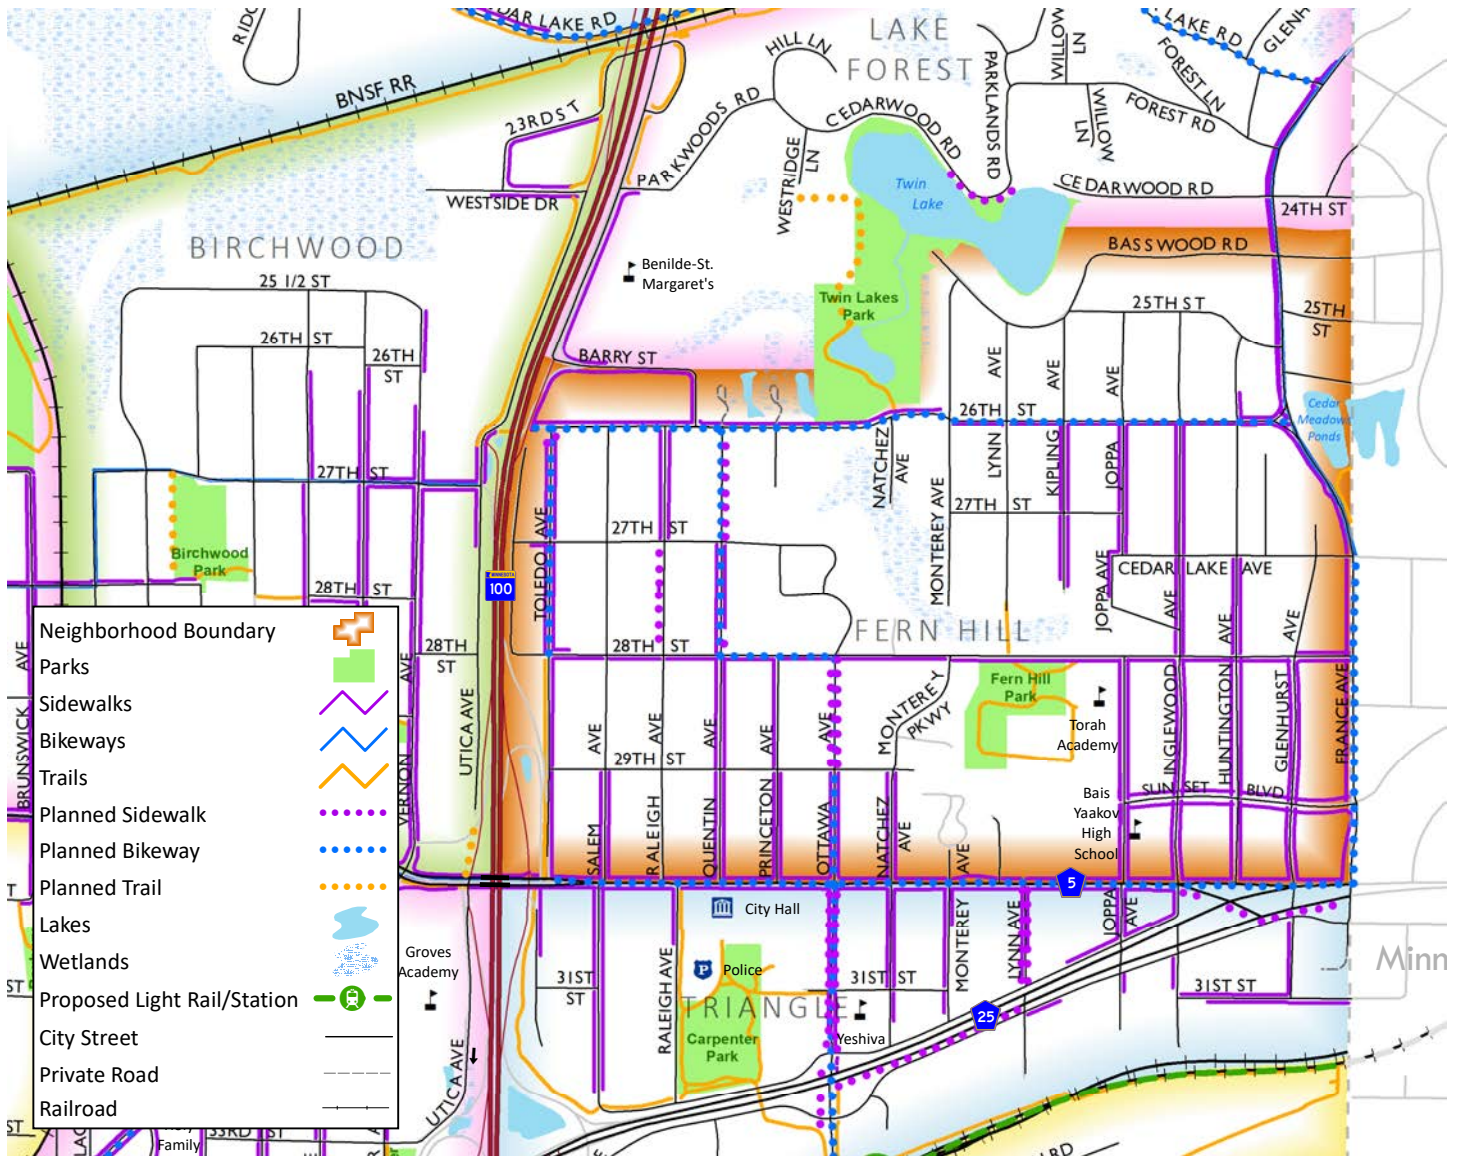 RIDG
CEDAR LAKE RD
LAKE
FOREST
HILL LN
WILLOW
LN
LAKE RD
GLENH
FOREST LN
PARKLANDS RD
BNSF RR
23RD ST
PARKWOODS RD
CEDARWOOD RD
WILLOW
LN
FOREST RD
WESTRIDGE
LN
WESTSIDE DR
Twin
Lake
CEDARWOOD RD
24TH ST
BIRCHWOOD
BASSWOOD RD
Benilde-St.
Margaret's
25 1/2 ST
Twin Lakes
Park
25TH ST
25TH
ST
26TH ST
26TH
ST
BARRY ST
AVE
AVE
AVE
26TH ST
Cedar
Meadows
Ponds
LYNN
KIPLING
JOPPA
NATCHEZ
AVE
27TH ST
MONTEREY AVE
27TH ST
TOLEDO AVE
27TH ST
Birchwood
Park
MINNESOTA
100
CEDAR LAKE AVE
JOPPA AVE
28TH ST
AVE
AVE
AVE
FERN HILL
28TH ST
28TH
ST
Neighborhood Boundary
Parks
Sidewalks
Bikeways
Trails
Planned Sidewalk
Planned Bikeway
Planned Trail
Lakes
Wetlands
Proposed Light Rail/Station
City Street
Private Road
Railroad
BRUNSWICK AVE
VERNON AVE
UTICA AVE
Fern Hill
Park
Torah
Academy
MONTEREY
PKWY
INGLEWOOD
HUNTINGTON
GLENHURST
FRANCE AVE
29TH ST
SALEM AVE
RALEIGH AVE
QUENTIN AVE
PRINCETON AVE
OTTAWA AVE
NATCHEZ
AVE
AVE
Bais
Yaakov
High
School
SUNSET BLVD
5
City Hall
Groves
Academy
Police
P
31ST
ST
RALEIGH AVE
31ST ST
MONTEREY
LYNN AVE
JOPPA
AVE
31ST ST
Minn
TRIANGLE
25
Carpenter
Park
Yeshiva
UTICA AVE
33RD ST
Family
ST
ST
RD